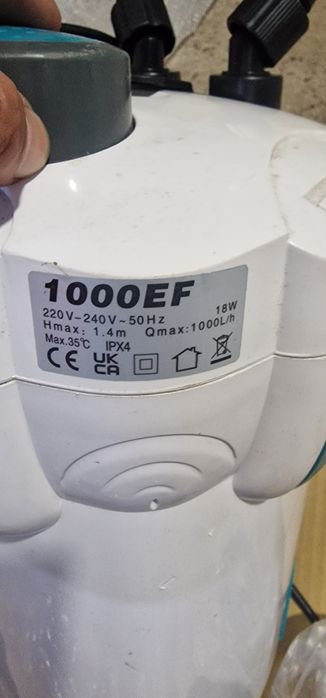 1000EF
220V-240V~50Hz 18W
Hmax: 1.4m Qmax:1000L/h
Max.35℃ IPX4
CE UK CA